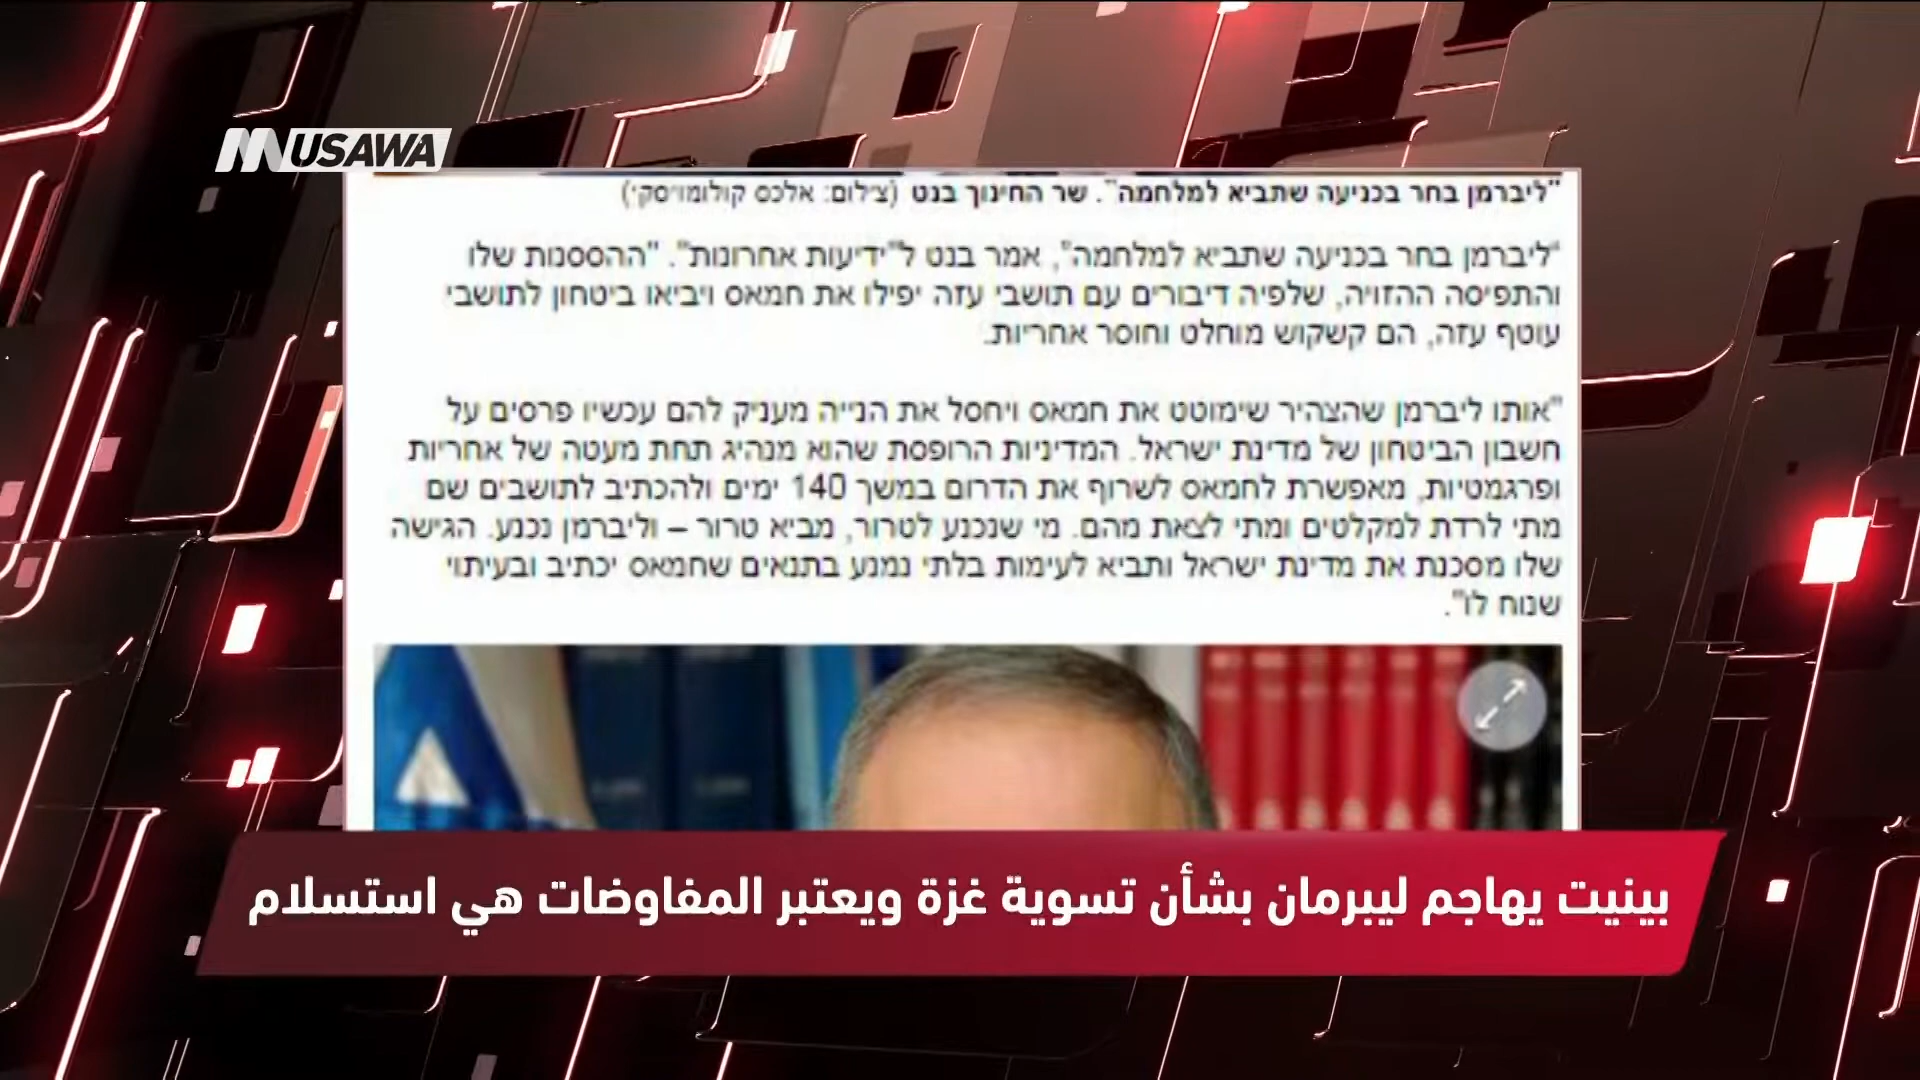 MUSAWA
"ליברמן בחר בכניעה שתביא למלחמה". שר החינוך בנט (צילום: אלכס קולומויסקי)
"ליברמן בחר בכניעה שתביא למלחמה", אמר בנט ל"ידיעות אחרונות". "ההססנות שלו
והתפיסה ההזויה, שלפיה דיבורים עם תושבי עזה יפילו את חמאס ויביאו ביטחון לתושבי
עוטף עזה, הם קשקוש מוחלט וחוסר אחריות.
"אותו ליברמן שהצהיר שימוטט את חמאס ויחסל את הנייה מעניק להם עכשיו פרסים על
חשבון הביטחון של מדינת ישראל. המדיניות הרופסת שהוא מנהיג תחת מעטה של אחריות
ופרגמטיות, מאפשרת לחמאס לשרוף את הדרום במשך 140 ימים ולהכתיב לתושבים שם
מתי לרדת למקלטים ומתי לצאת מהם. מי שנכנע לטרור, מביא טרור – וליברמן נכנע. הגישה
שלו מסכנת את מדינת ישראל ותביא לעימות בלתי נמנע בתנאים שחמאס יכתיב ובעיתוי
שנוח לו".
بينيت يهاجم ليبرمان بشأن تسوية غزة ويعتبر المفاوضات هي استسلام